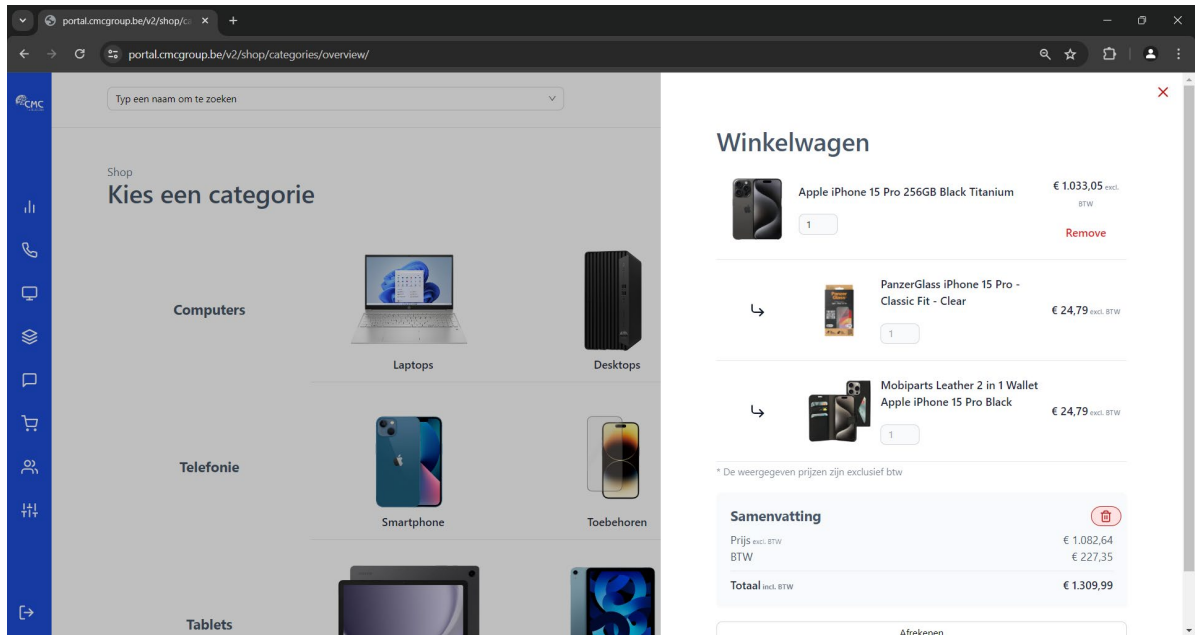 portal.cmcgroup.be/v2/shop/ca
portal.cmcgroup.be/v2/shop/categories/overview/
CMC
Typ een naam om te zoeken
Shop
Kies een categorie
Computers
Laptops
Desktops
Telefonie
Smartphone
Toebehoren
Tablets
Winkelwagen
Apple iPhone 15 Pro 256GB Black Titanium
€ 1.033,05 excl. BTW
1
Remove
PanzerGlass iPhone 15 Pro -
Classic Fit - Clear
€ 24,79 excl. BTW
1
Mobiparts Leather 2 in 1 Wallet
Apple iPhone 15 Pro Black
€ 24,79 excl. BTW
1
* De weergegeven prijzen zijn exclusief btw
Samenvatting
Prijs excl. BTW € 1.082,64
BTW € 227,35
Totaal incl. BTW € 1.309,99
Afrekenen